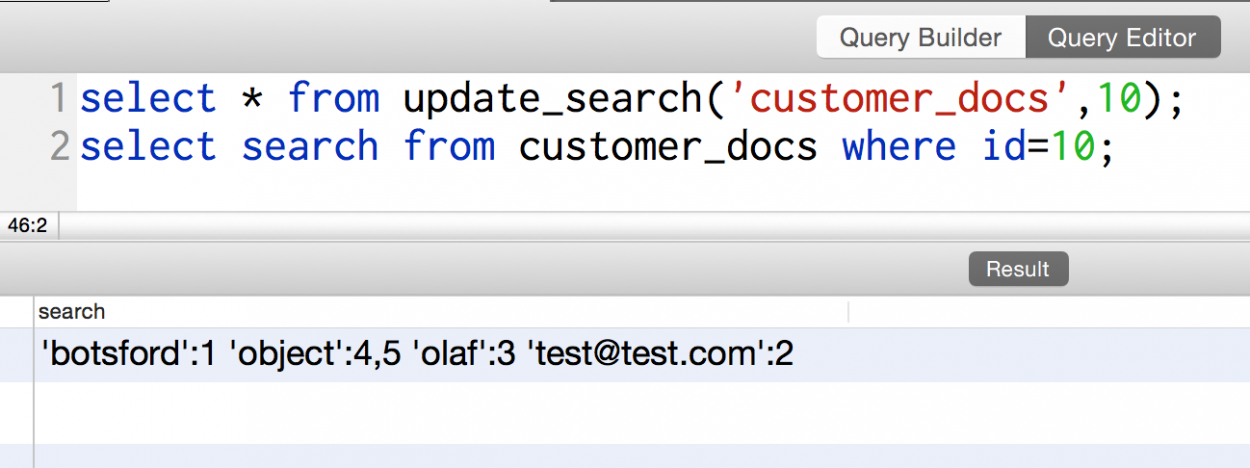 Query Builder Query Editor
1 select * from update_search('customer_docs',10);
2 select search from customer_docs where id=10;
46:2
Result
search
'botsford':1 'object':4,5 'olaf':3 'test@test.com':2